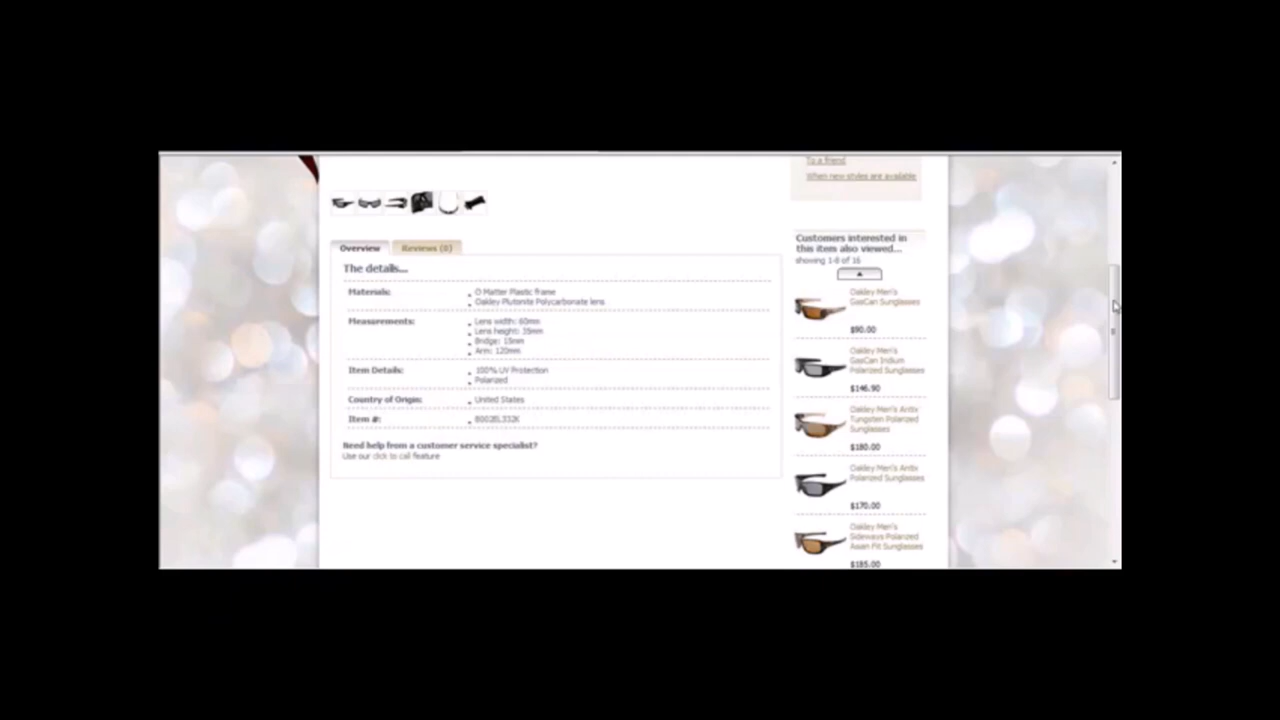 To a friend
When new styles are available
Overview
Reviews (0)
The details...
Materials:
O Matter Plastic frame
Oakley Plutonite Polycarbonate lens
Measurements:
Lens width: 60mm
Lens height: 35mm
Bridge: 15mm
Arm: 120mm
Item Details:
100% UV Protection
Polarized
Country of Origin:
United States
Item #:
Need help from a customer service specialist?
Use our click to call feature
Customers interested in
this item also viewed...
showing 1-8 of 16
Oakley Men's
GasCan Sunglasses
$90.00
Oakley Men's
GasCan Iridium
Polarized Sunglasses
$146.90
Oakley Men's Antix
Tungsten Polarized
Sunglasses
$180.00
Oakley Men's Antix
Polarized Sunglasses
$170.00
Oakley Men's
Sideways Polarized
Asian Fit Sunglasses
$185.00